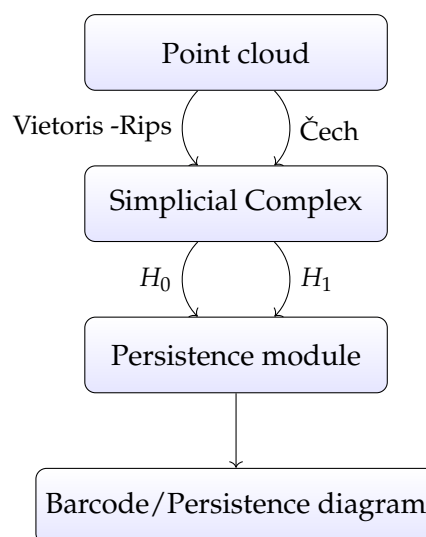 Point cloud
Vietoris -Rips
Čech
Simplicial Complex
H₀
H₁
Persistence module
Barcode/Persistence diagram